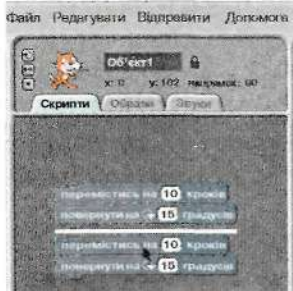 Файл Редагувати Відправити Допомога
Об'єкт1
x: 0 y: 102 напрямок: 90
Скрипти Образи Звуки
перемістись на 10 кроків
повернути на 15 градусів
перемістись на 10 кроків
повернути на 15 градусів